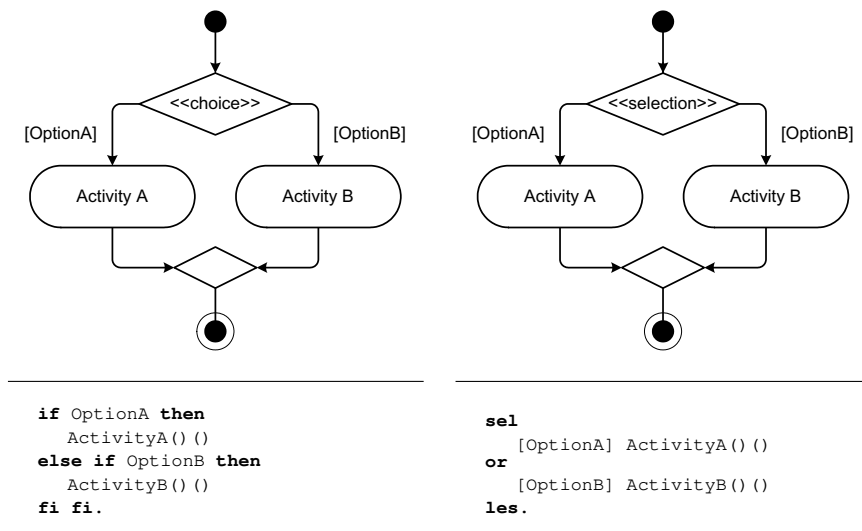 <<choice>>
[OptionA]
[OptionB]
Activity A
Activity B
if OptionA then
ActivityA()()
else if OptionB then
ActivityB()()
fi fi.
<<selection>>
[OptionA]
[OptionB]
Activity A
Activity B
sel
[OptionA] ActivityA()()
or
[OptionB] ActivityB()()
les.